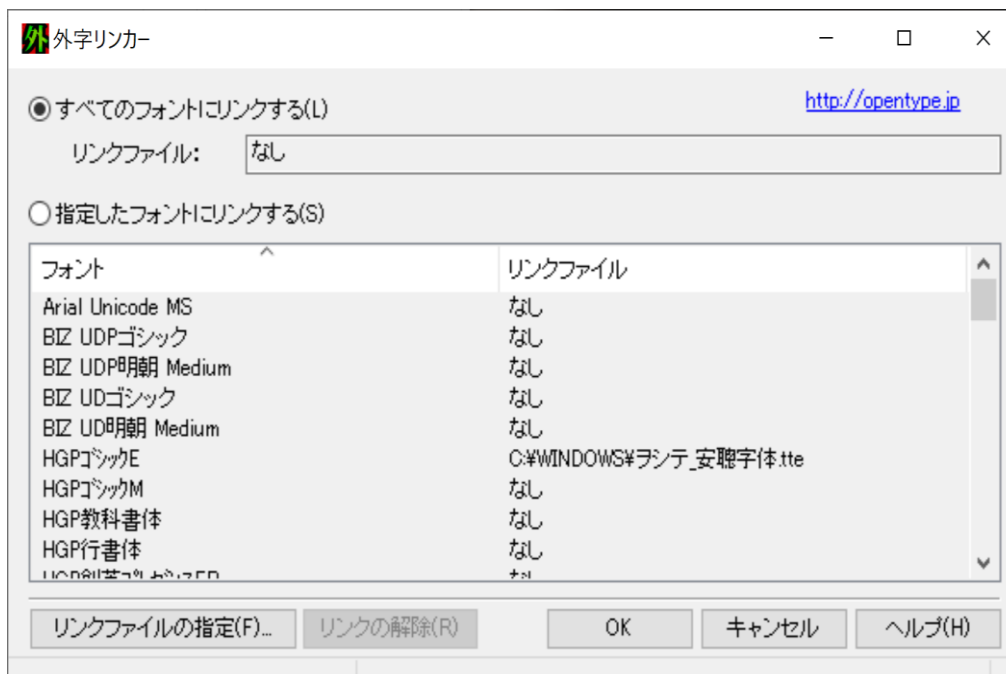 外字リンカー
すべてのフォントにリンクする(L)
http://opentype.jp
リンクファイル: なし
指定したフォントにリンクする(S)
フォント リンクファイル
Arial Unicode MS なし
BIZ UDPゴシック なし
BIZ UDP明朝 Medium なし
BIZ UDゴシック なし
BIZ UD明朝 Medium なし
HGPゴシックE C:¥WINDOWS¥ヲシテ_安聰字体.tte
HGPゴシックM なし
HGP教科書体 なし
HGP行書体 なし
リンクファイルの指定(F)... リンクの解除(R) OK キャンセル ヘルプ(H)